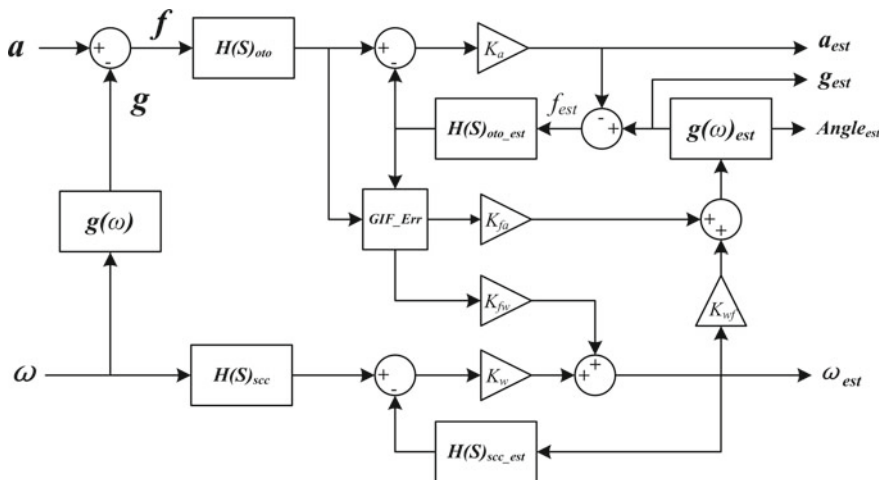 a
+
-
f
H(S)oto
+
-
Ka
aest
gest
g
fest
-
+
H(S)oto_est
g(ω)est
Angleest
g(ω)
GIF_Err
Kfa
+
+
Kfw
Kwf
ω
H(S)scc
+
-
Kw
+
+
ωest
H(S)scc_est